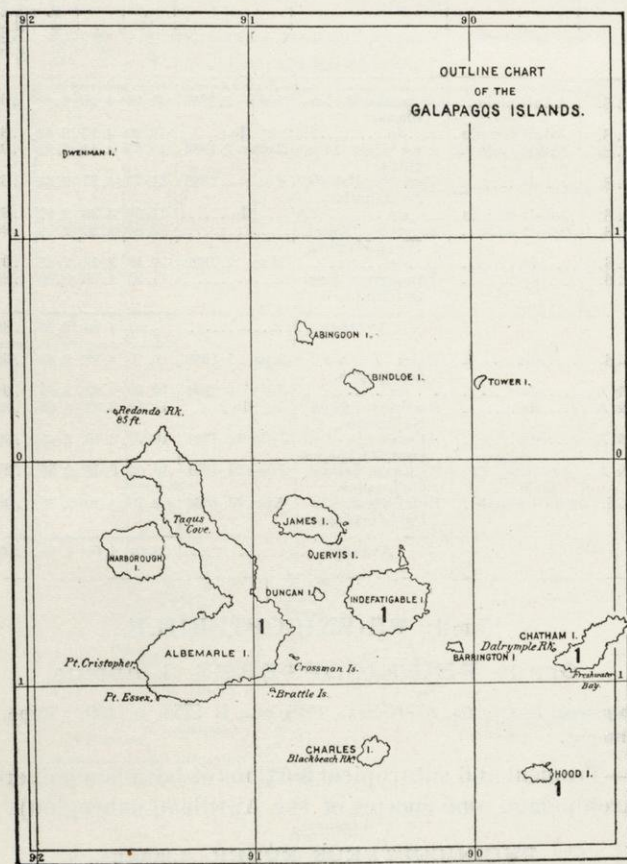 92
91
90
OUTLINE CHART
OF THE
GALAPAGOS ISLANDS.
WENMAN I.
1
1
ABINGDON I.
BINDLOE I.
TOWER I.
Redondo Rk.
85 ft.
0
0
Tagus
Cove.
JAMES I.
JERVIS I.
NARBOROUGH
I.
DUNCAN I.
INDEFATIGABLE I.
1
1
ALBEMARLE I.
CHATHAM I.
Dalrymple Rk.
1
BARRINGTON I
Pt. Cristopher
Crossman Is.
Freshwater
Bay.
1
1
Pt. Essex.
Brattle Is.
CHARLES I.
Blackbeach Rk.
HOOD I.
1
92
91
90